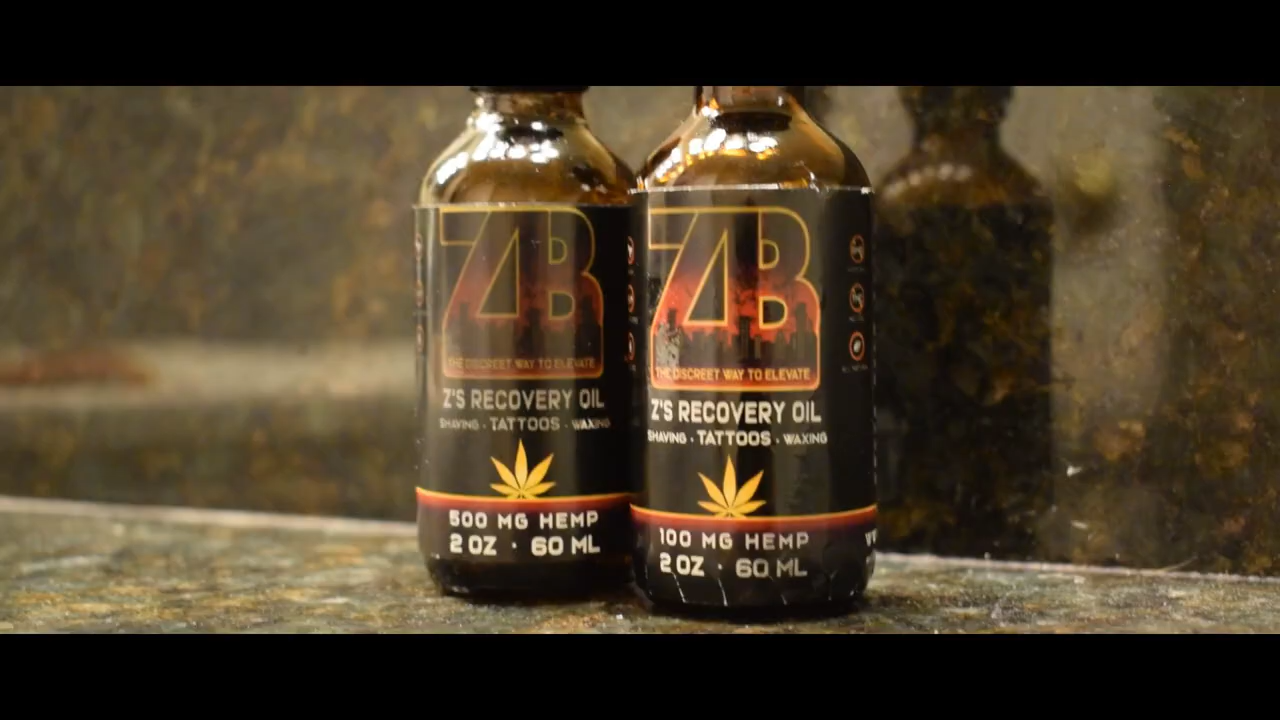 ZB
THE DISCREET WAY TO ELEVATE
Z'S RECOVERY OIL
SHAVING · TATTOOS · WAXING
500 MG HEMP
2 OZ · 60 ML
ZB
THE DISCREET WAY TO ELEVATE
Z'S RECOVERY OIL
SHAVING · TATTOOS · WAXING
100 MG HEMP
2 OZ · 60 ML